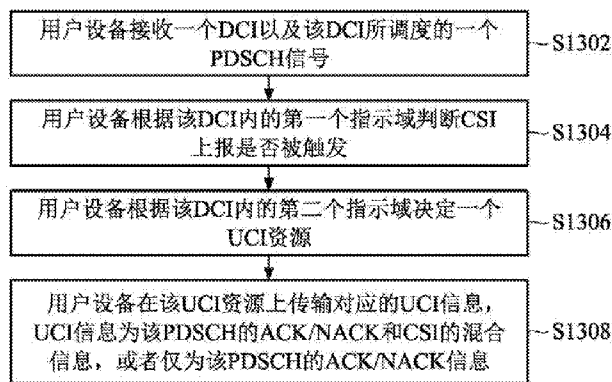 用户设备接收一个DCI以及该DCI所调度的一个
PDSCH信号
S1302
用户设备根据该DCI内的第一个指示域判断CSI
上报是否被触发
S1304
用户设备根据该DCI内的第二个指示域决定一个
UCI资源
S1306
用户设备在该UCI资源上传输对应的UCI信息，
UCI信息为该PDSCH的ACK/NACK和CSI的混合
信息，或者仅为该PDSCH的ACK/NACK信息
S1308